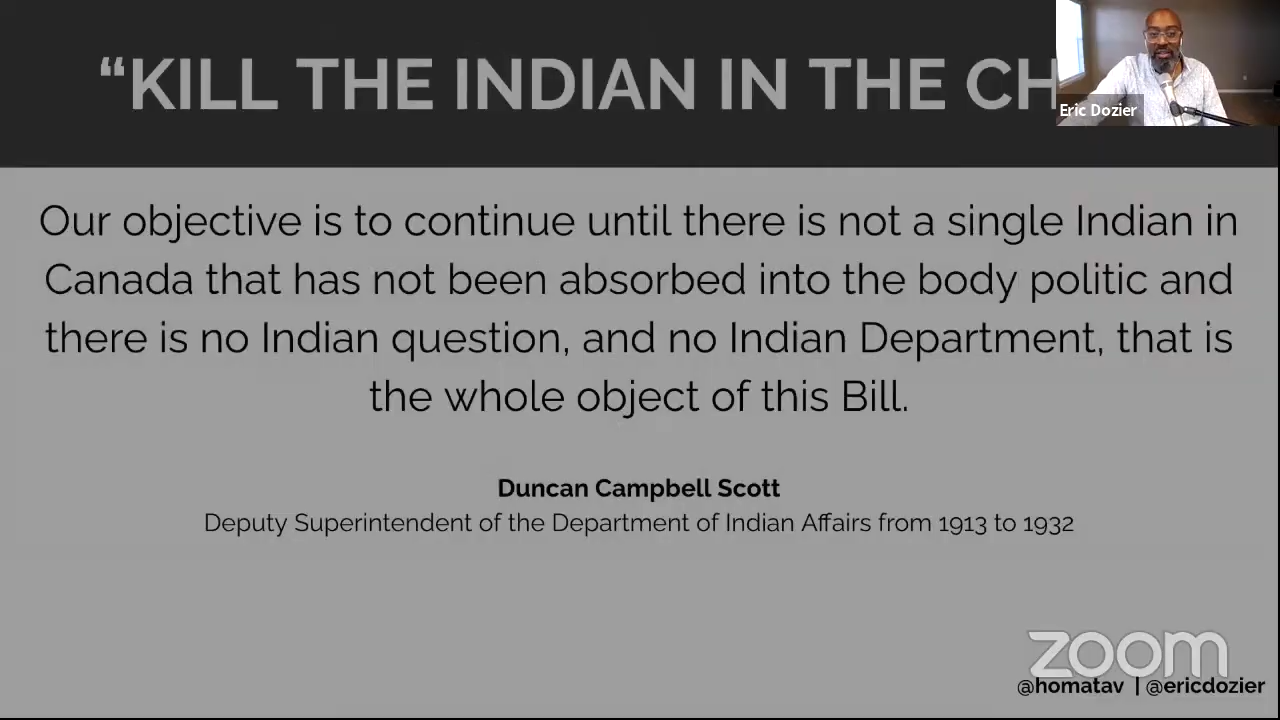 “KILL THE INDIAN IN THE CH
Eric Dozier
Our objective is to continue until there is not a single Indian in
Canada that has not been absorbed into the body politic and
there is no Indian question, and no Indian Department, that is
the whole object of this Bill.
Duncan Campbell Scott
Deputy Superintendent of the Department of Indian Affairs from 1913 to 1932
zoom
@homatav | @ericdozier